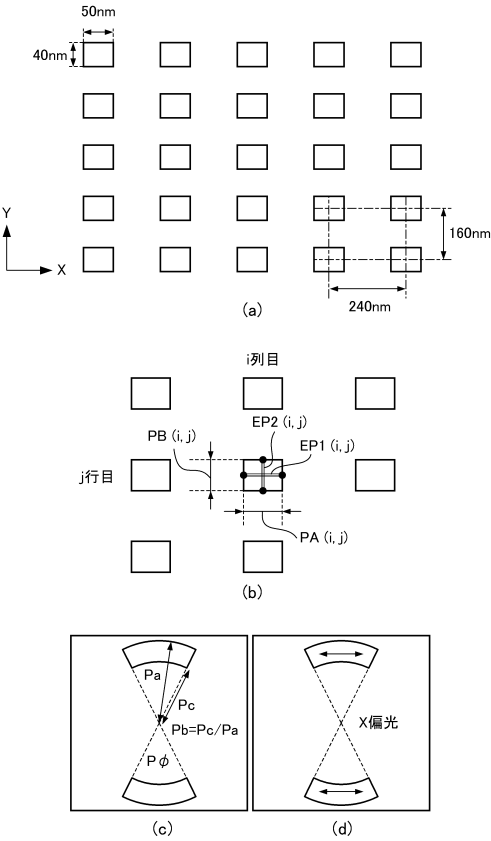 50nm
40nm
Y
X
160nm
240nm
(a)
i列目
EP2 (i, j)
PB (i, j)
EP1 (i, j)
j行目
PA (i, j)
(b)
Pa
Pc
Pb=Pc/Pa
Pφ
X偏光
(c)
(d)